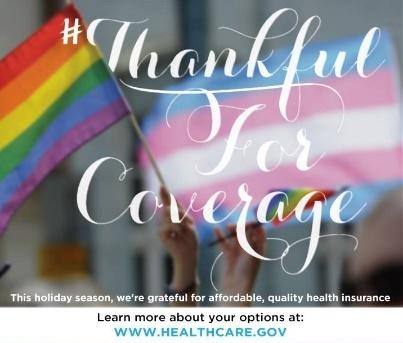 #Thankful
For
Coverage
This holiday season, we're grateful for affordable, quality health insurance
Learn more about your options at:
WWW.HEALTHCARE.GOV